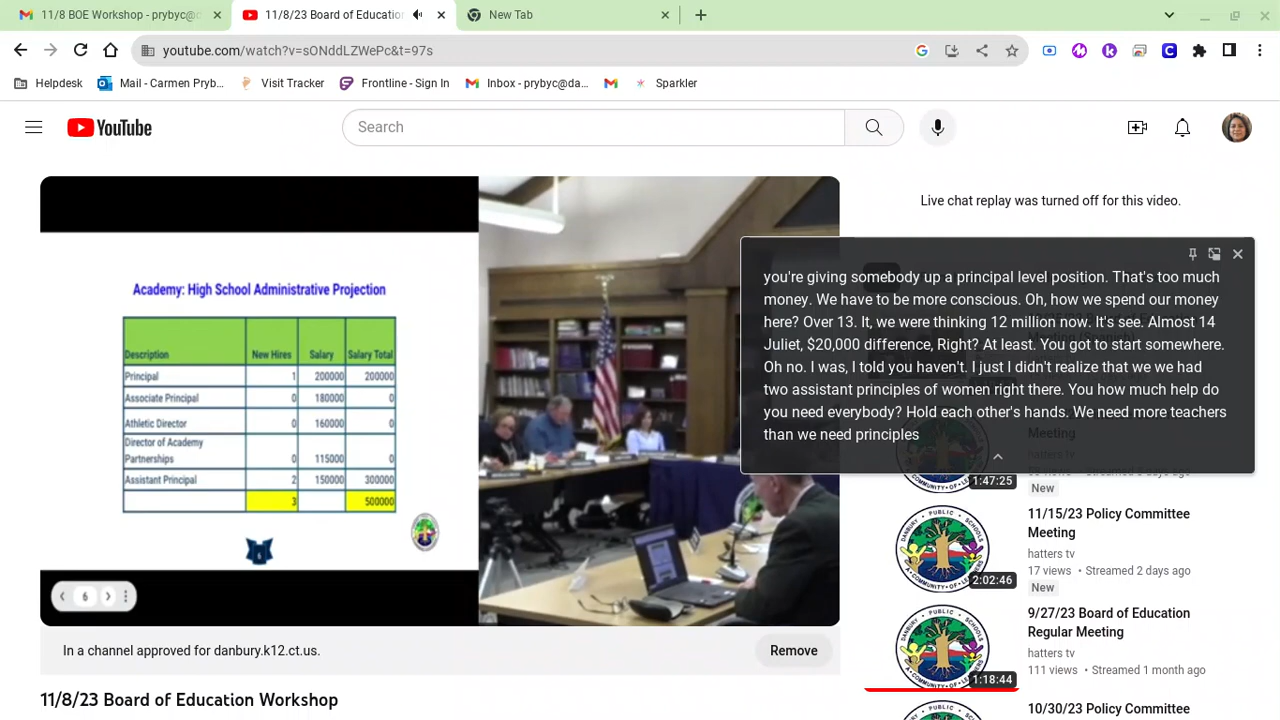 11/8 BOE Workshop - prybyc@d
11/8/23 Board of Education
New Tab
youtube.com/watch?v=sONddLZWePc&t=97s
Helpdesk
Mail - Carmen Pryb...
Visit Tracker
Frontline - Sign In
Inbox - prybyc@da...
Sparkler
YouTube
Search
Live chat replay was turned off for this video.
Academy: High School Administrative Projection
Description New Hires Salary Salary Total
Principal 1 200000 200000
Associate Principal 0 180000 0
Athletic Director 0 160000 0
Director of Academy
Partnerships 0 115000 0
Assistant Principal 2 150000 300000
3 500000
6
you're giving somebody up a principal level position. That's too much
money. We have to be more conscious. Oh, how we spend our money
here? Over 13. It, we were thinking 12 million now. It's see. Almost 14
Juliet, $20,000 difference, Right? At least. You got to start somewhere.
Oh no. I was, I told you haven't. I just I didn't realize that we we had
two assistant principles of women right there. You how much help do
you need everybody? Hold each other's hands. We need more teachers
than we need principles
Meeting
hatters tv
New
1:47:25
11/15/23 Policy Committee
Meeting
hatters tv
17 views • Streamed 2 days ago
New
2:02:46
9/27/23 Board of Education
Regular Meeting
hatters tv
111 views • Streamed 1 month ago
1:18:44
10/30/23 Policy Committee
In a channel approved for danbury.k12.ct.us.
Remove
11/8/23 Board of Education Workshop